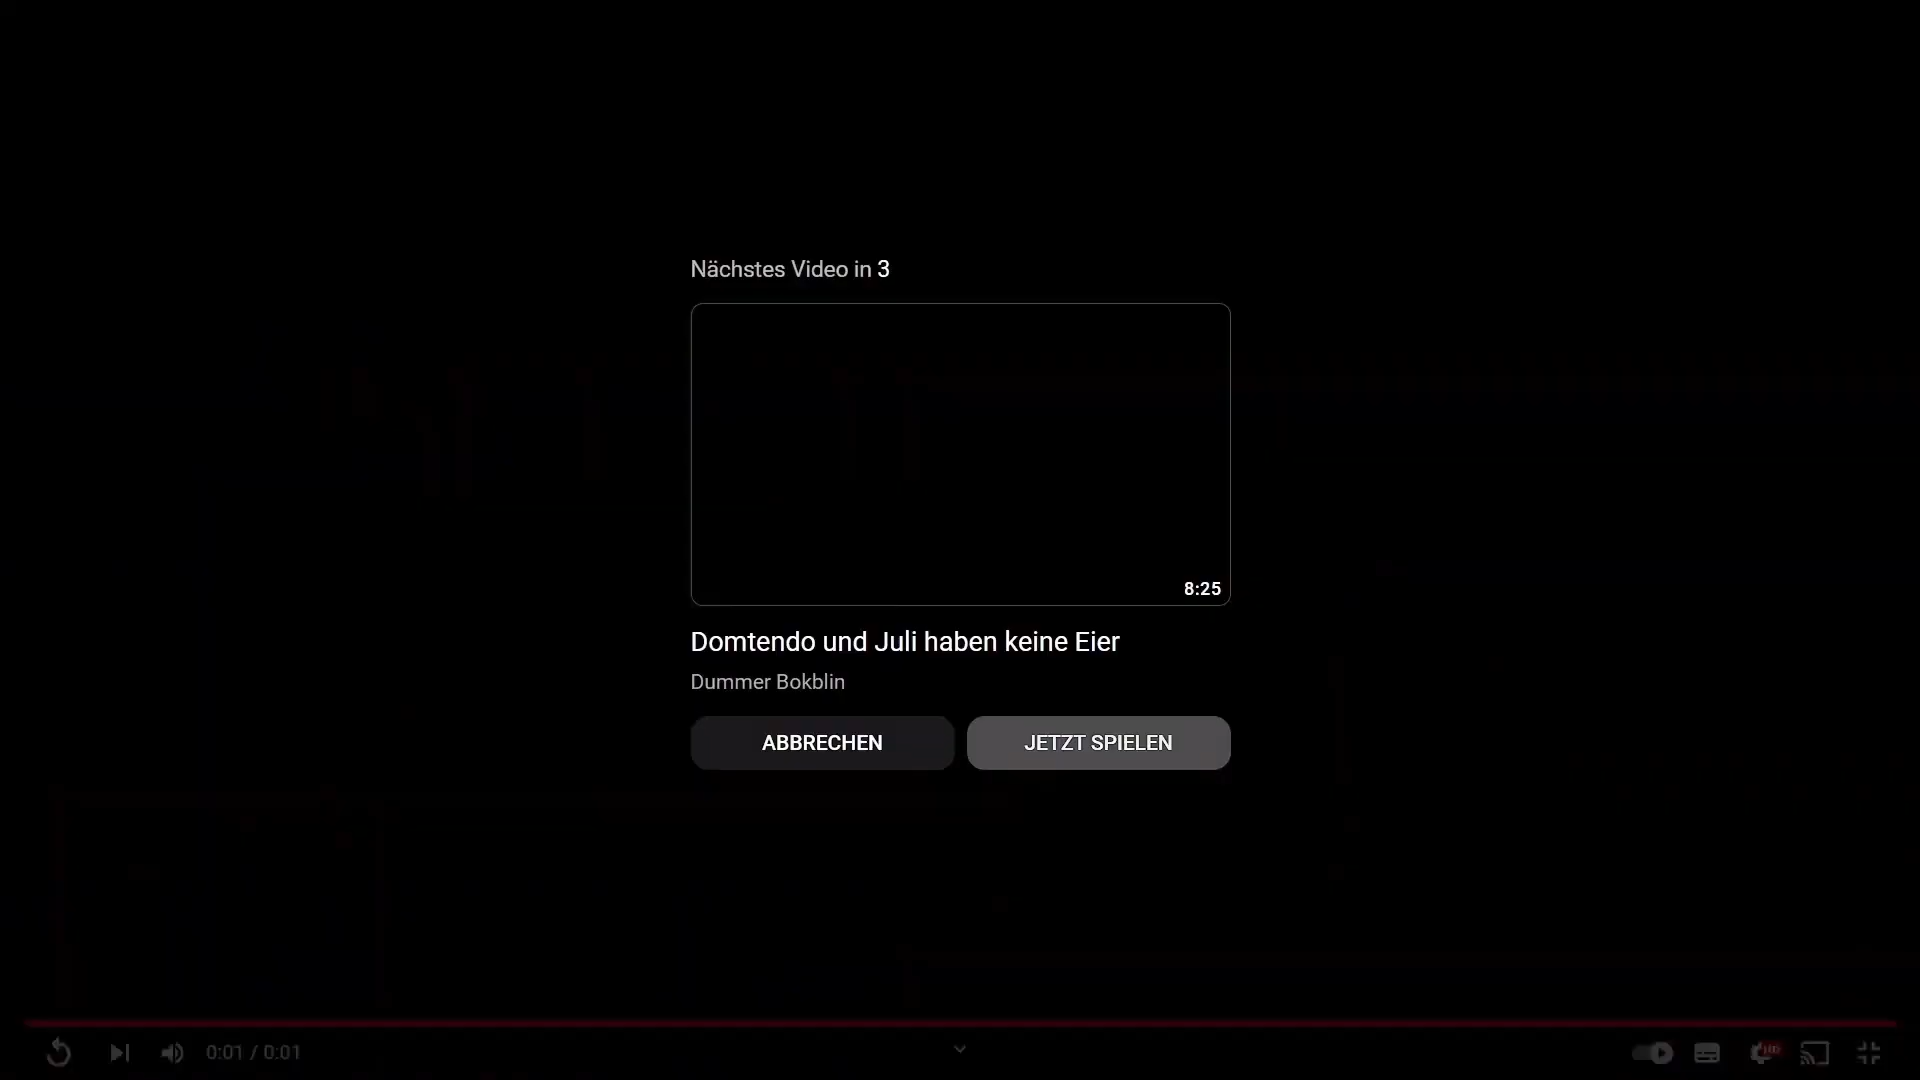 Nächstes Video in 3
8:25
Domtendo und Juli haben keine Eier
Dummer Bokblin
ABBRECHEN
JETZT SPIELEN
0:01 / 0:01
HD